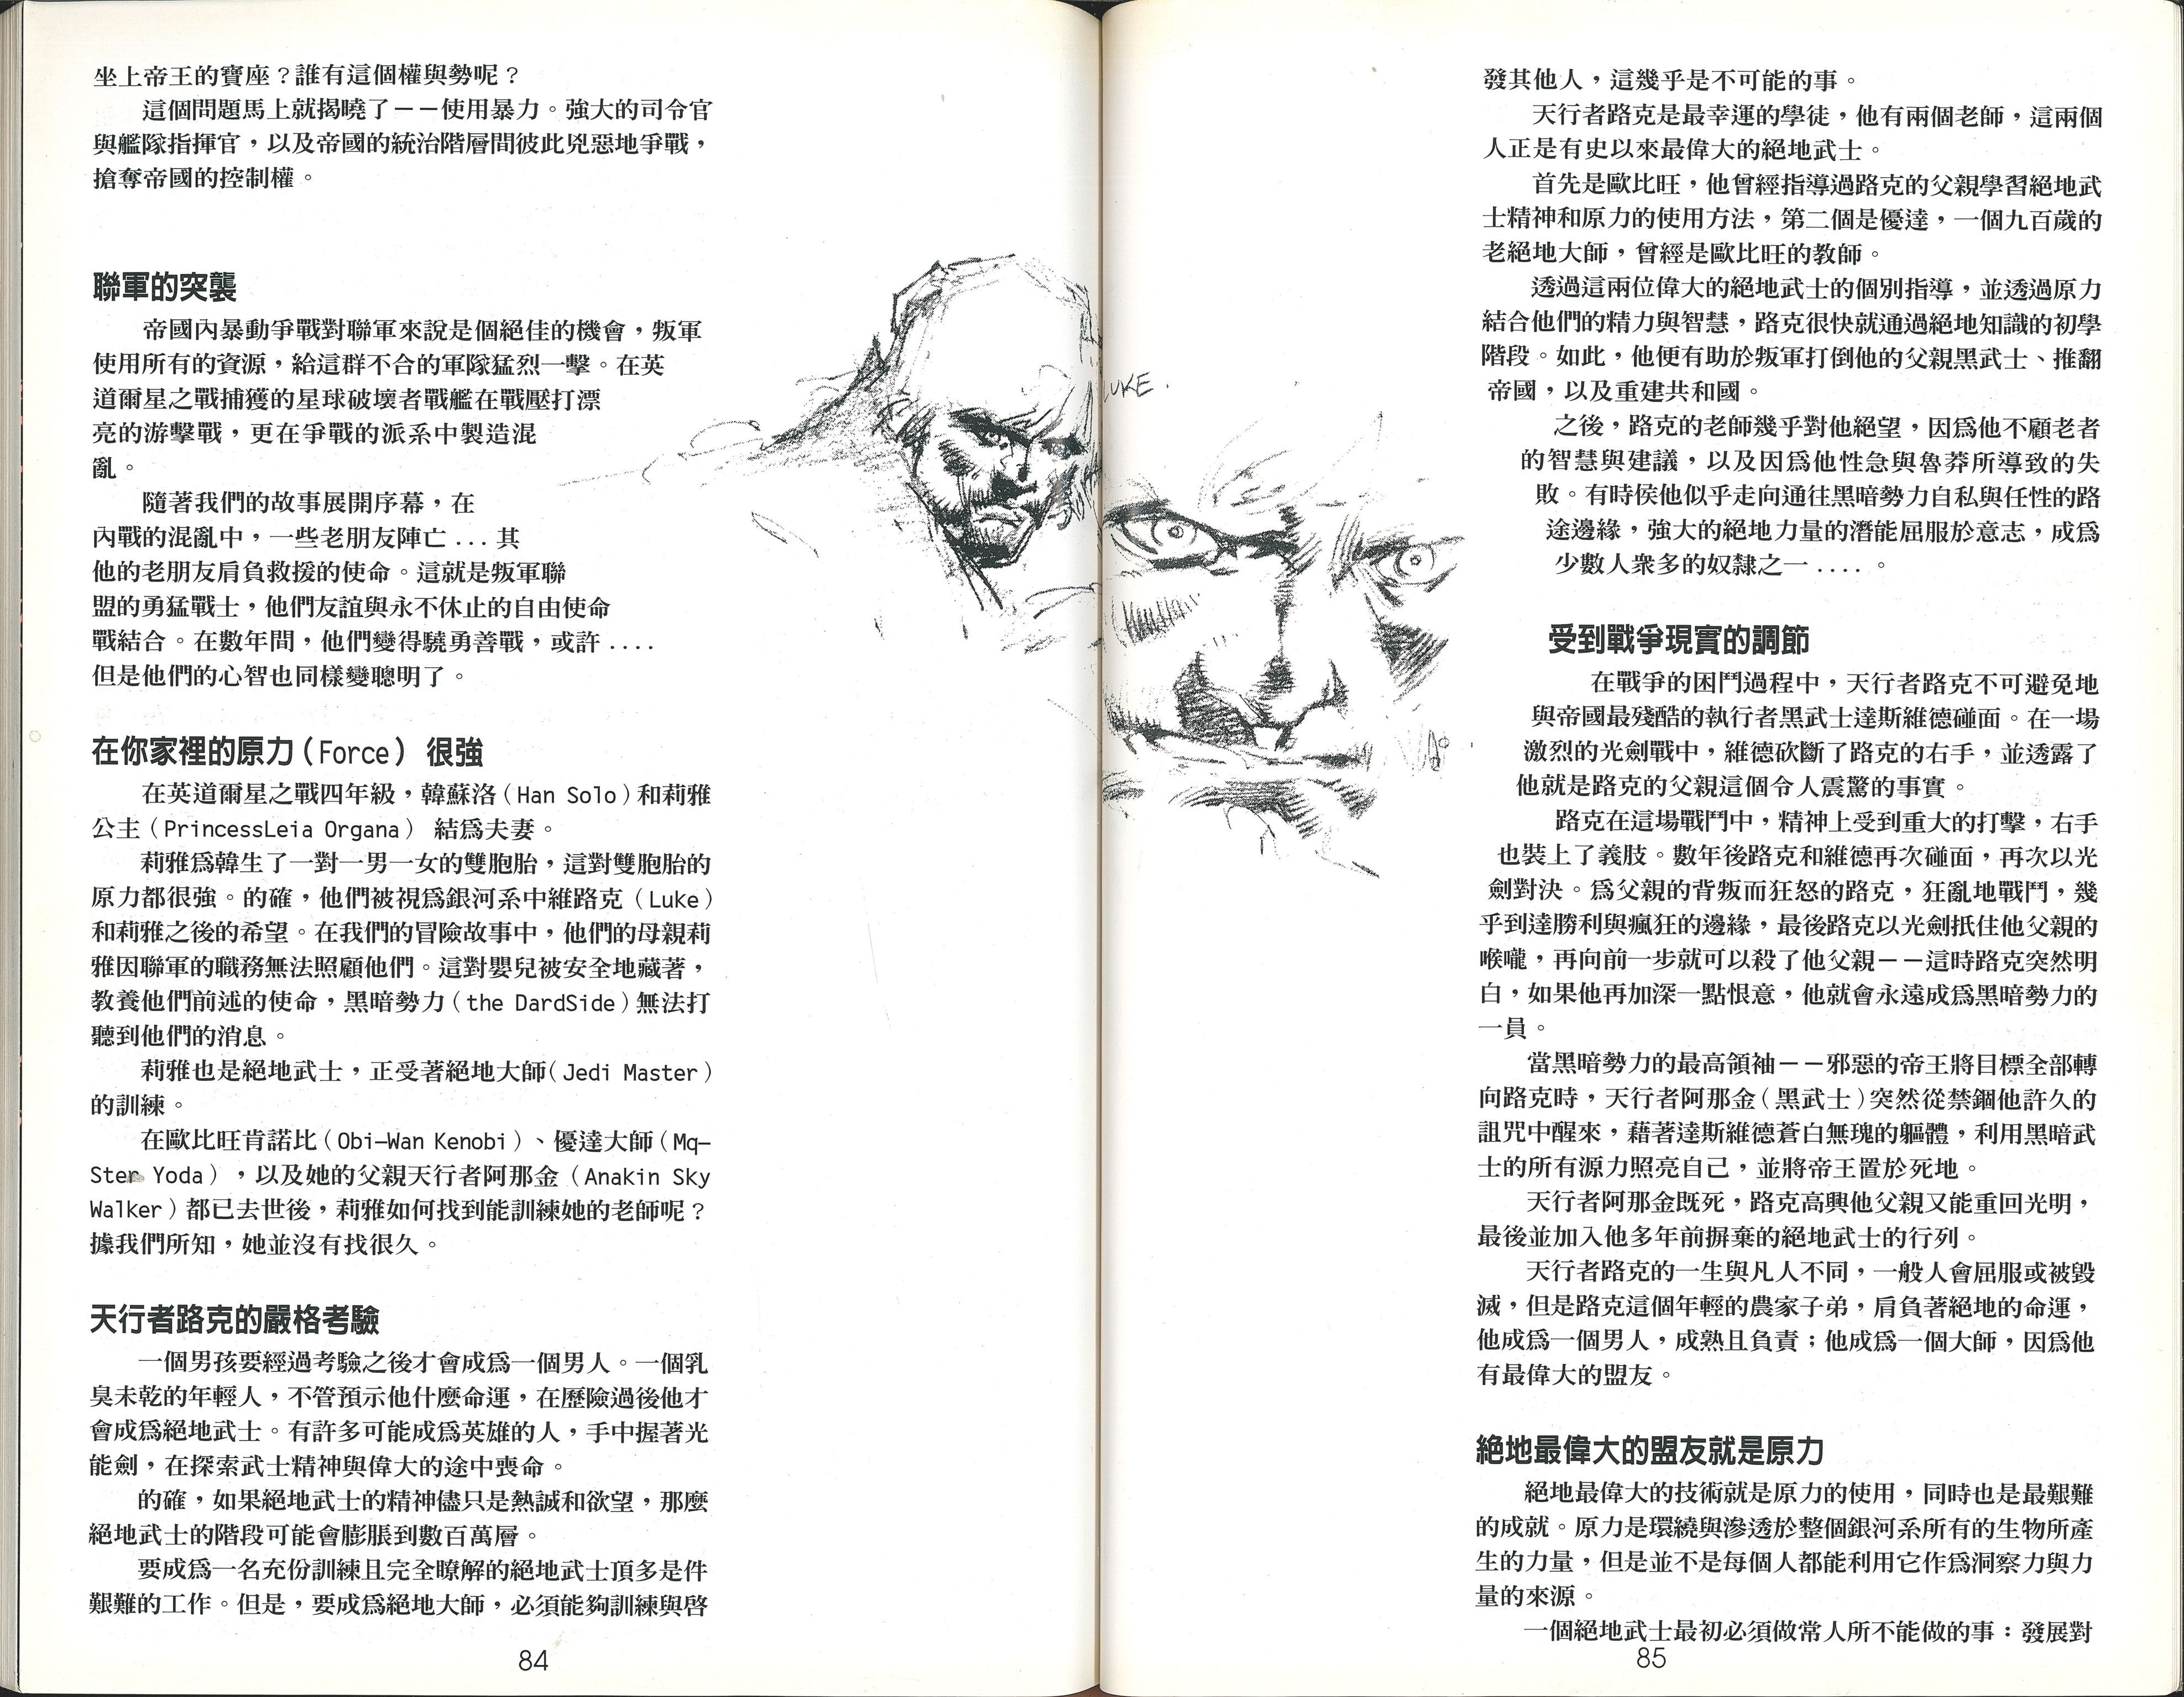 坐上帝王的寶座？誰有這個權與勢呢？
這個問題馬上就揭曉了－－使用暴力。強大的司令官
與艦隊指揮官，以及帝國的統治階層間彼此兇惡地爭戰，
搶奪帝國的控制權。
聯軍的突襲
帝國內暴動爭戰對聯軍來說是個絕佳的機會，叛軍
使用所有的資源，給這群不合的軍隊猛烈一擊。在英
道爾星之戰捕獲的星球破壞者戰艦在戰壓打漂
亮的游擊戰，更在爭戰的派系中製造混
亂。
隨著我們的故事展開序幕，在
內戰的混亂中，一些老朋友陣亡...其
他的老朋友肩負救援的使命。這就是叛軍聯
盟的勇猛戰士，他們友誼與永不休止的自由使命
戰結合。在數年間，他們變得驍勇善戰，或許....
但是他們的心智也同樣變聰明了。
在你家裡的原力（Force） 很強
在英道爾星之戰四年級，韓蘇洛（Han Solo）和莉雅
公主（PrincessLeia Organa） 結爲夫妻。
莉雅爲韓生了一對一男一女的雙胞胎，這對雙胞胎的
原力都很強。的確，他們被視爲銀河系中維路克（Luke）
和莉雅之後的希望。在我們的冒險故事中，他們的母親莉
雅因聯軍的職務無法照顧他們。這對嬰兒被安全地藏著，
教養他們前述的使命，黑暗勢力（the DardSide）無法打
聽到他們的消息。
莉雅也是絕地武士，正受著絕地大師（Jedi Master）
的訓練。
在歐比旺肯諾比（Obi—Wan Kenobi）、優達大師（Mq—
Ster Yoda），以及她的父親天行者阿那金（Anakin Sky
Walker）都已去世後，莉雅如何找到能訓練她的老師呢？
據我們所知，她並沒有找很久。
天行者路克的嚴格考驗
一個男孩要經過考驗之後才會成爲一個男人。一個乳
臭未乾的年輕人，不管預示他什麼命運，在歷險過後他才
會成爲絕地武士。有許多可能成爲英雄的人，手中握著光
能劍，在探索武士精神與偉大的途中喪命。
的確，如果絕地武士的精神儘只是熱誠和欲望，那麼
絕地武士的階段可能會膨脹到數百萬層。
要成爲一名充份訓練且完全瞭解的絕地武士頂多是件
艱難的工作。但是，要成爲絕地大師，必須能夠訓練與啓
84
LUKE.
發其他人，這幾乎是不可能的事。
天行者路克是最幸運的學徒，他有兩個老師，這兩個
人正是有史以來最偉大的絕地武士。
首先是歐比旺，他曾經指導過路克的父親學習絕地武
士精神和原力的使用方法，第二個是優達，一個九百歲的
老絕地大師，曾經是歐比旺的教師。
透過這兩位偉大的絕地武士的個別指導，並透過原力
結合他們的精力與智慧，路克很快就通過絕地知識的初學
階段。如此，他便有助於叛軍打倒他的父親黑武士、推翻
帝國，以及重建共和國。
之後，路克的老師幾乎對他絕望，因爲他不顧老者
的智慧與建議，以及因爲他性急與魯莽所導致的失
敗。有時侯他似乎走向通往黑暗勢力自私與任性的路
途邊緣，強大的絕地力量的潛能屈服於意志，成爲
少數人衆多的奴隸之一....。
受到戰爭現實的調節
在戰爭的困鬥過程中，天行者路克不可避免地
與帝國最殘酷的執行者黑武士達斯維德碰面。在一場
激烈的光劍戰中，維德砍斷了路克的右手，並透露了
他就是路克的父親這個令人震驚的事實。
路克在這場戰鬥中，精神上受到重大的打擊，右手
也裝上了義肢。數年後路克和維德再次碰面，再次以光
劍對決。爲父親的背叛而狂怒的路克，狂亂地戰鬥，幾
乎到達勝利與瘋狂的邊緣，最後路克以光劍抵住他父親的
喉嚨，再向前一步就可以殺了他父親－－這時路克突然明
白，如果他再加深一點恨意，他就會永遠成爲黑暗勢力的
一員。
當黑暗勢力的最高領袖－－邪惡的帝王將目標全部轉
向路克時，天行者阿那金（黑武士）突然從禁錮他許久的
詛咒中醒來，藉著達斯維德蒼白無瑰的軀體，利用黑暗武
士的所有源力照亮自己，並將帝王置於死地。
天行者阿那金既死，路克高興他父親又能重回光明，
最後並加入他多年前摒棄的絕地武士的行列。
天行者路克的一生與凡人不同，一般人會屈服或被毀
滅，但是路克這個年輕的農家子弟，肩負著絕地的命運，
他成爲一個男人，成熟且負責；他成爲一個大師，因爲他
有最偉大的盟友。
絕地最偉大的盟友就是原力
絕地最偉大的技術就是原力的使用，同時也是最艱難
的成就。原力是環繞與滲透於整個銀河系所有的生物所產
生的力量，但是並不是每個人都能利用它作爲洞察力與力
量的來源。
一個絕地武士最初必須做常人所不能做的事：發展對
85